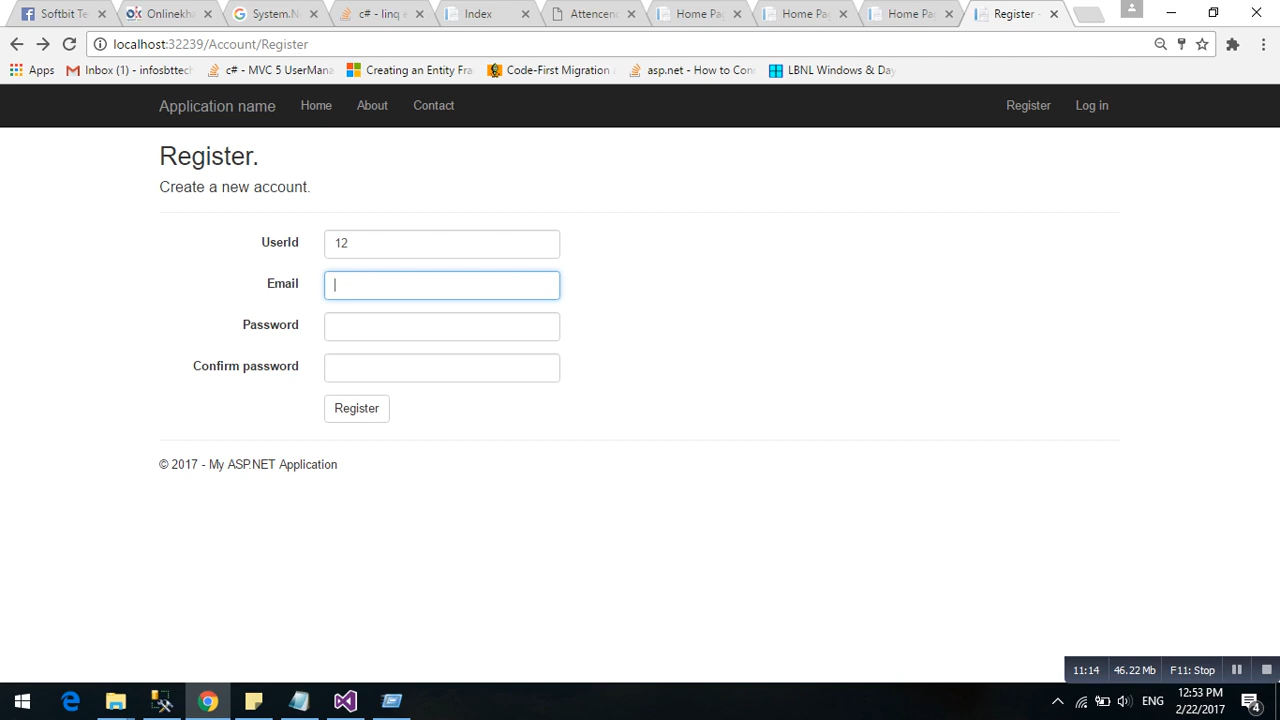 Softbit Te
Onlinekh
System.N
c# - linq e
Index
Attencenc
Home Pa
Home Pa
Home Pa
Register -
localhost:32239/Account/Register
Apps
Inbox (1) - infosbttech
c# - MVC 5 UserMana
Creating an Entity Fra
Code-First Migration
asp.net - How to Con
LBNL Windows & Day
Application name
Home
About
Contact
Register
Log in
Register.
Create a new account.
UserId
12
Email
Password
Confirm password
Register
© 2017 - My ASP.NET Application
11:14
46.22 Mb
F11: Stop
ENG
12:53 PM
2/22/2017
4